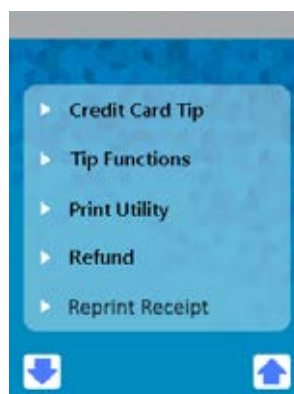 Credit Card Tip
Tip Functions
Print Utility
Refund
Reprint Receipt